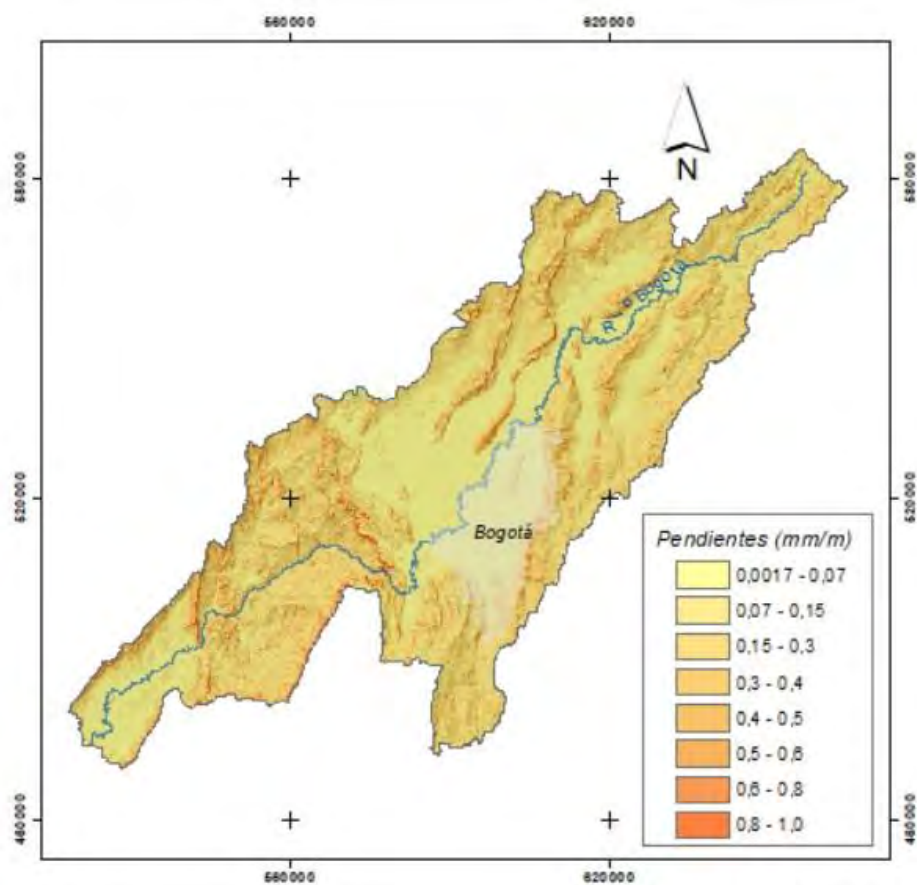 560000 620000
580000 580000
N
Río Bogotá
520000 520000
Bogotá
Pendientes (mm/m)
0,0017 - 0,07
0,07 - 0,15
0,15 - 0,3
0,3 - 0,4
0,4 - 0,5
0,5 - 0,6
0,6 - 0,8
0,8 - 1,0
460000 460000
560000 620000